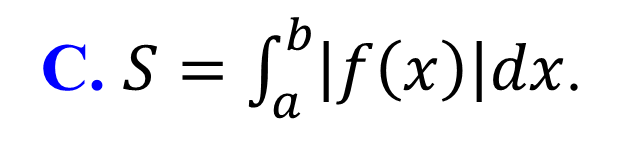 C. S = ∫_a^b |f(x)|dx.